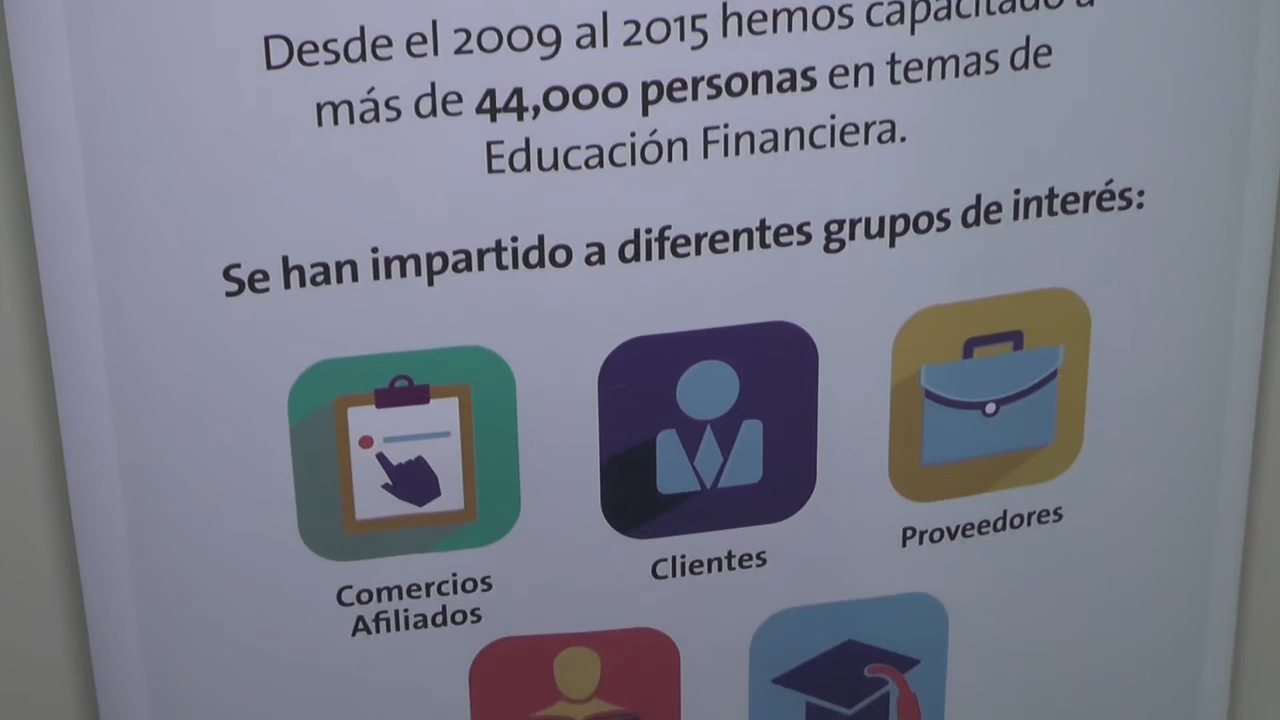 Desde el 2009 al 2015 hemos capacitado a
más de 44,000 personas en temas de
Educación Financiera.
Se han impartido a diferentes grupos de interés:
Comercios
Afiliados
Clientes
Proveedores